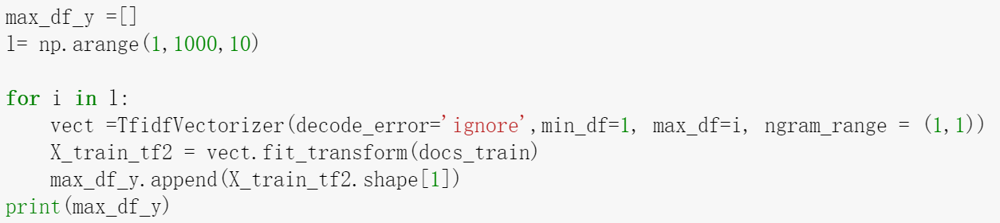 max_df_y =[]
l= np.arange(1,1000,10)
for i in l:
    vect =TfidfVectorizer(decode_error='ignore',min_df=1, max_df=i, ngram_range = (1,1))
    X_train_tf2 = vect.fit_transform(docs_train)
    max_df_y.append(X_train_tf2.shape[1])
print(max_df_y)